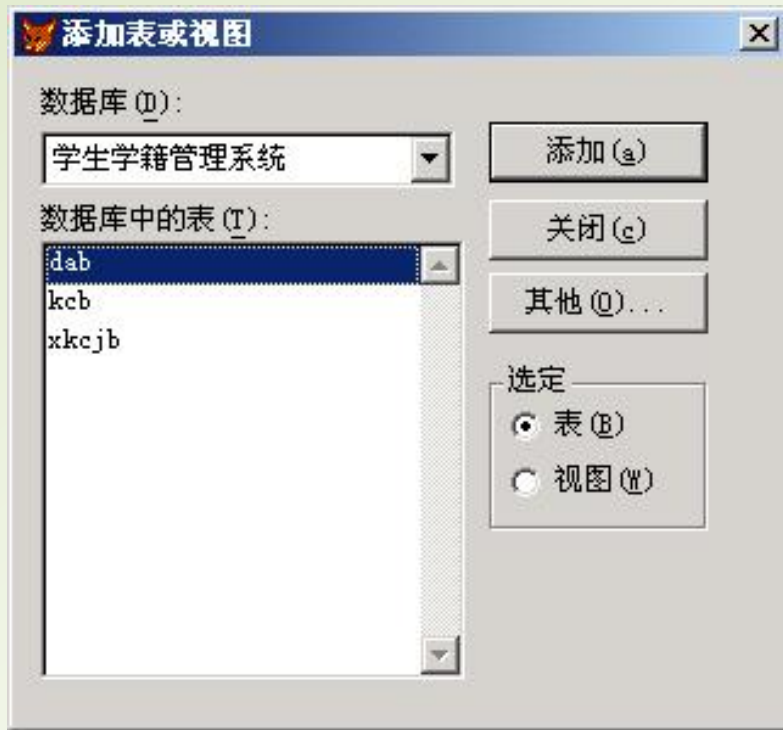 添加表或视图
数据库(D):
学生学籍管理系统
添加(a)
数据库中的表(T):
关闭(c)
dab
kcb
xkcjb
其他(O)...
选定
表(B)
视图(W)